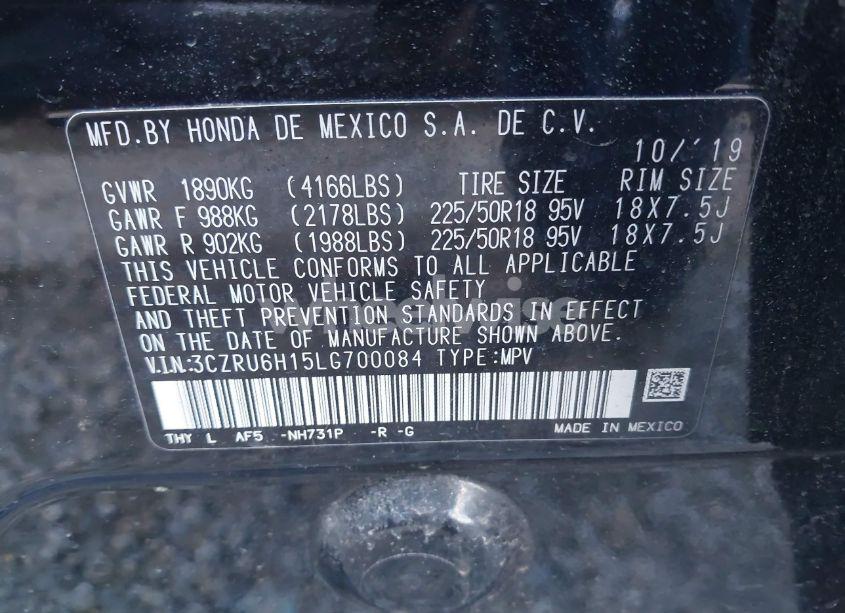 MFD.BY HONDA DE MEXICO S.A. DE C.V.
10/'19
GVWR 1890KG (4166LBS) TIRE SIZE RIM SIZE
GAWR F 988KG (2178LBS) 225/50R18 95V 18X7.5J
GAWR R 902KG (1988LBS) 225/50R18 95V 18X7.5J
THIS VEHICLE CONFORMS TO ALL APPLICABLE
FEDERAL MOTOR VEHICLE SAFETY
AND THEFT PREVENTION STANDARDS IN EFFECT
ON THE DATE OF MANUFACTURE SHOWN ABOVE.
V.I.N:3CZRU6H15LG700084 TYPE:MPV
THY L AF5 -NH731P -R -G MADE IN MEXICO